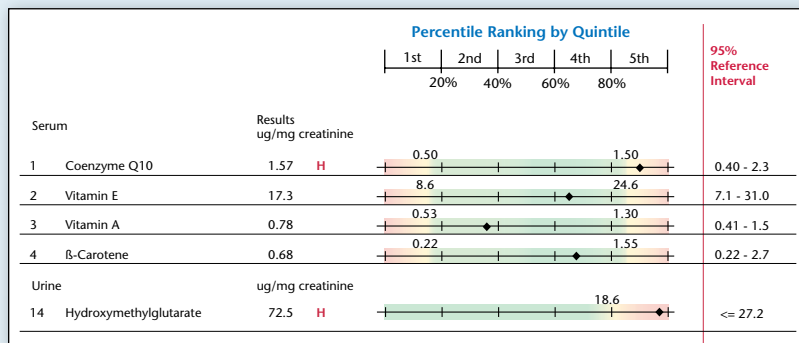 Percentile Ranking by Quintile
1st 2nd 3rd 4th 5th
20% 40% 60% 80%
95%
Reference
Interval
Serum
Results
ug/mg creatinine
0.50 1.50
1 Coenzyme Q10 1.57 H 0.40 - 2.3
8.6 24.6
2 Vitamin E 17.3 7.1 - 31.0
0.53 1.30
3 Vitamin A 0.78 0.41 - 1.5
0.22 1.55
4 ß-Carotene 0.68 0.22 - 2.7
Urine ug/mg creatinine
18.6
14 Hydroxymethylglutarate 72.5 H <= 27.2